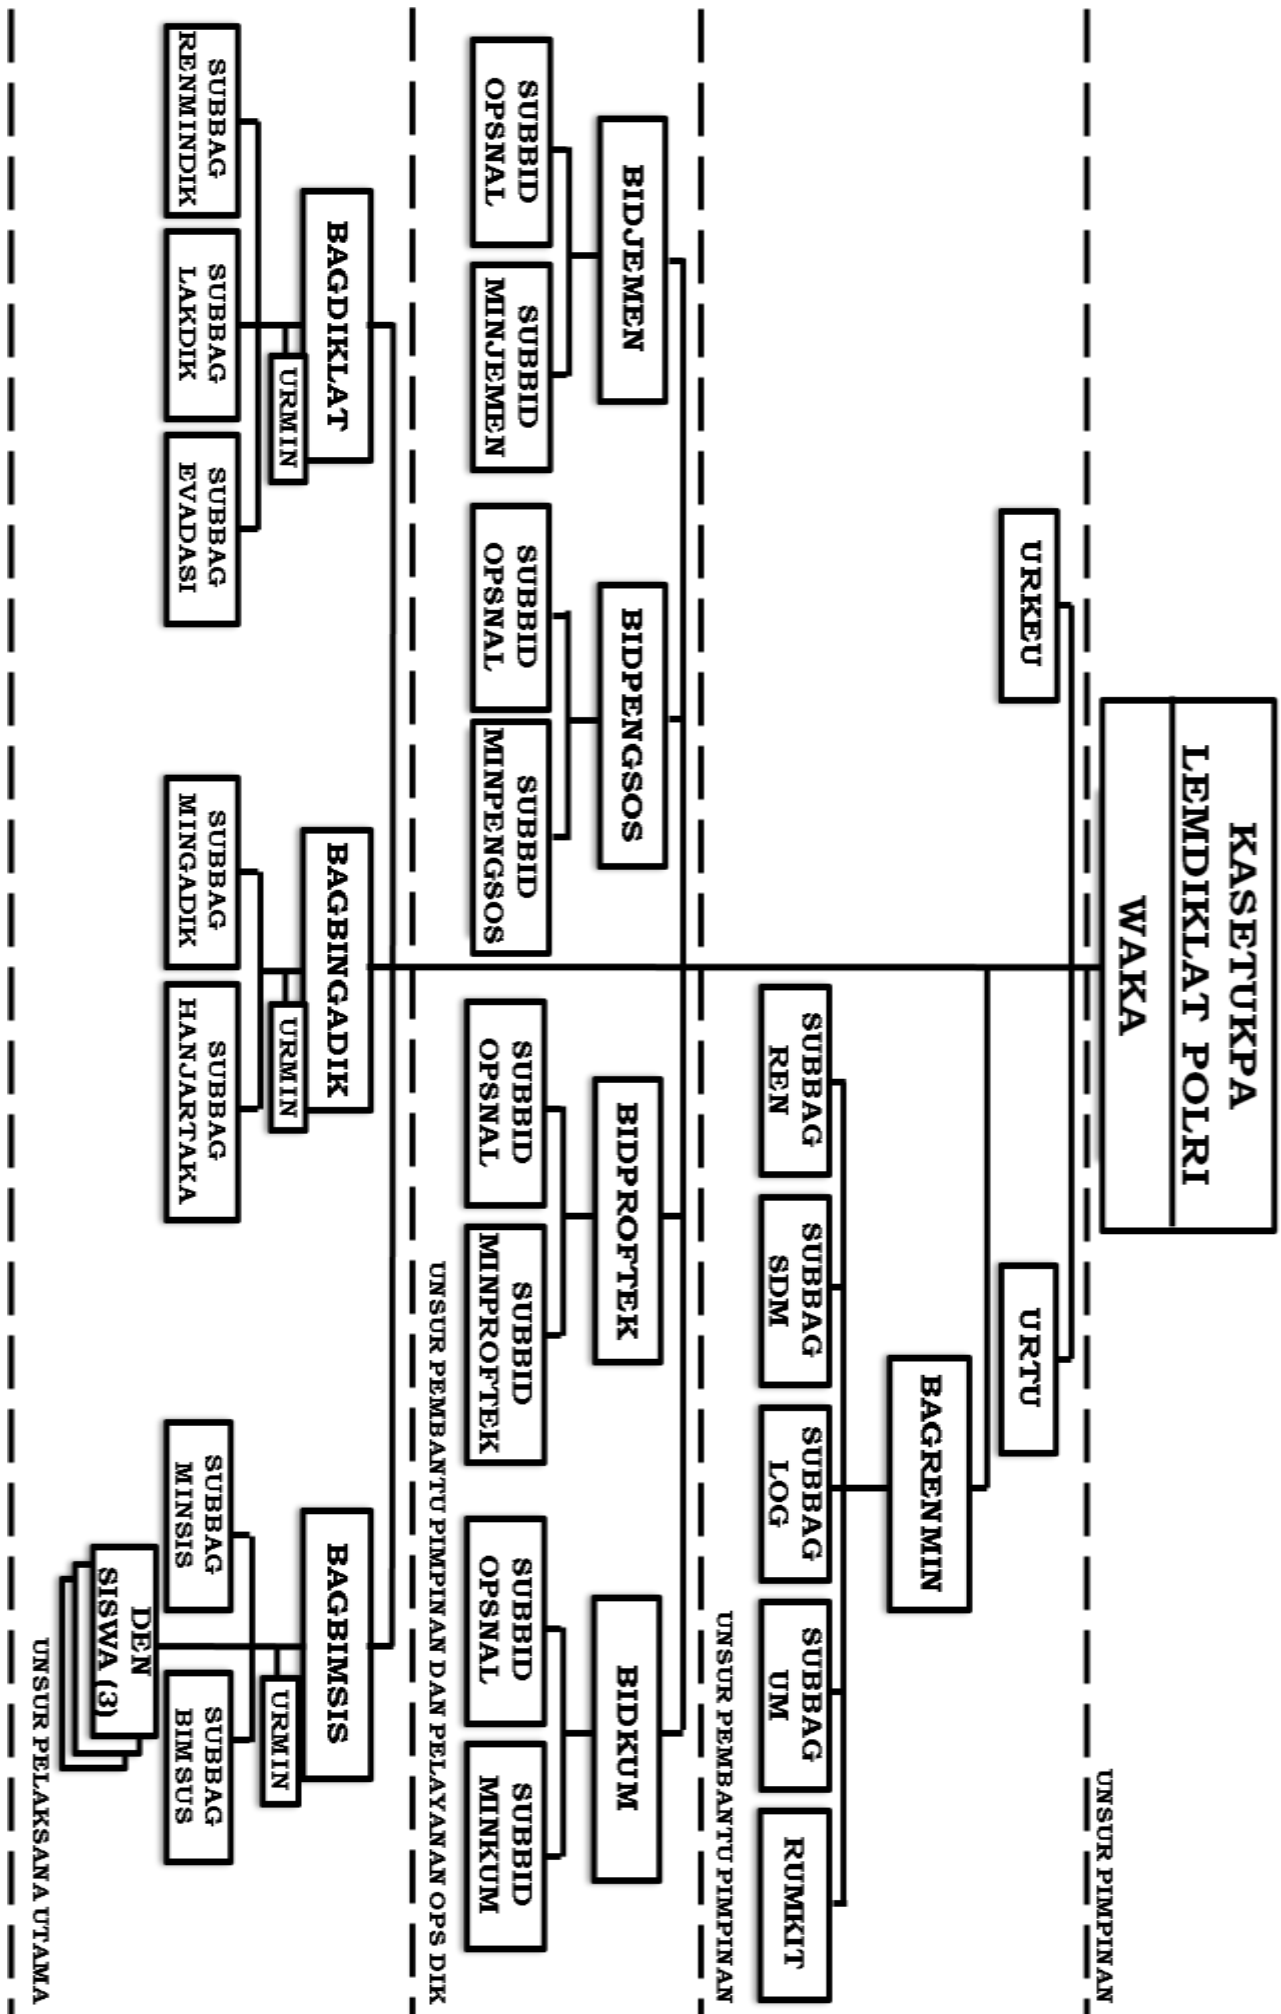 KASETUKPA
LEMDIKLAT POLRI
WAKA
UNSUR PIMPINAN
URKEU
URTU
BAGRENMIN
SUBBAG
REN
SUBBAG
SDM
SUBBAG
LOG
SUBBAG
UM
RUMKIT
UNSUR PEMBANTU PIMPINAN
BIDJEMEN
BIDPENGSOS
BIDPROFTEK
BIDKUM
SUBBID
OPSNAL
SUBBID
MINJEMEN
SUBBID
OPSNAL
SUBBID
MINPENGSOS
SUBBID
OPSNAL
SUBBID
MINPROFTEK
SUBBID
OPSNAL
SUBBID
MINKUM
UNSUR PEMBANTU PIMPINAN DAN PELAYANAN OPS DIK
BAGDIKLAT
URMIN
BAGBINGADIK
URMIN
BAGBIMSIS
URMIN
SUBBAG
RENMINDIK
SUBBAG
LAKDIK
SUBBAG
EVADASI
SUBBAG
MINGADIK
SUBBAG
HANJARTAKA
SUBBAG
MINSIS
SUBBAG
BIMSUS
DEN
SISWA (3)
UNSUR PELAKSANA UTAMA